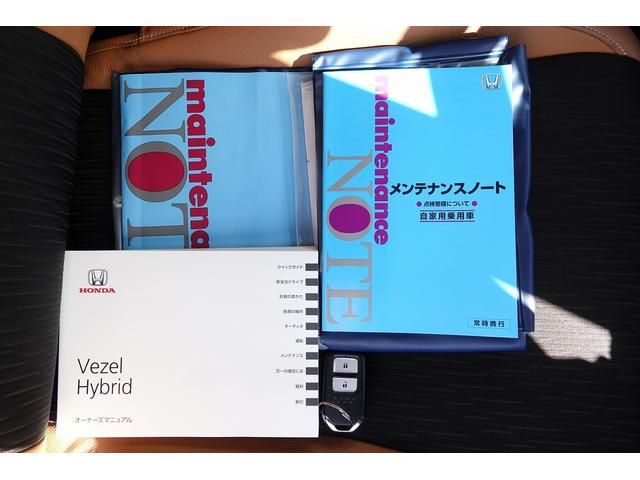 maintena
NO
maintenance
NOTE
メンテナンスノート
●点検整備について●
自家用乗用車
常時携行
HONDA
Vezel
Hybrid
オーナーズマニュアル
クイックガイド
安全なドライブ
計器の見かた
各部の操作
オーディオ
運転
メンテナンス
万一の場合には
資料
索引